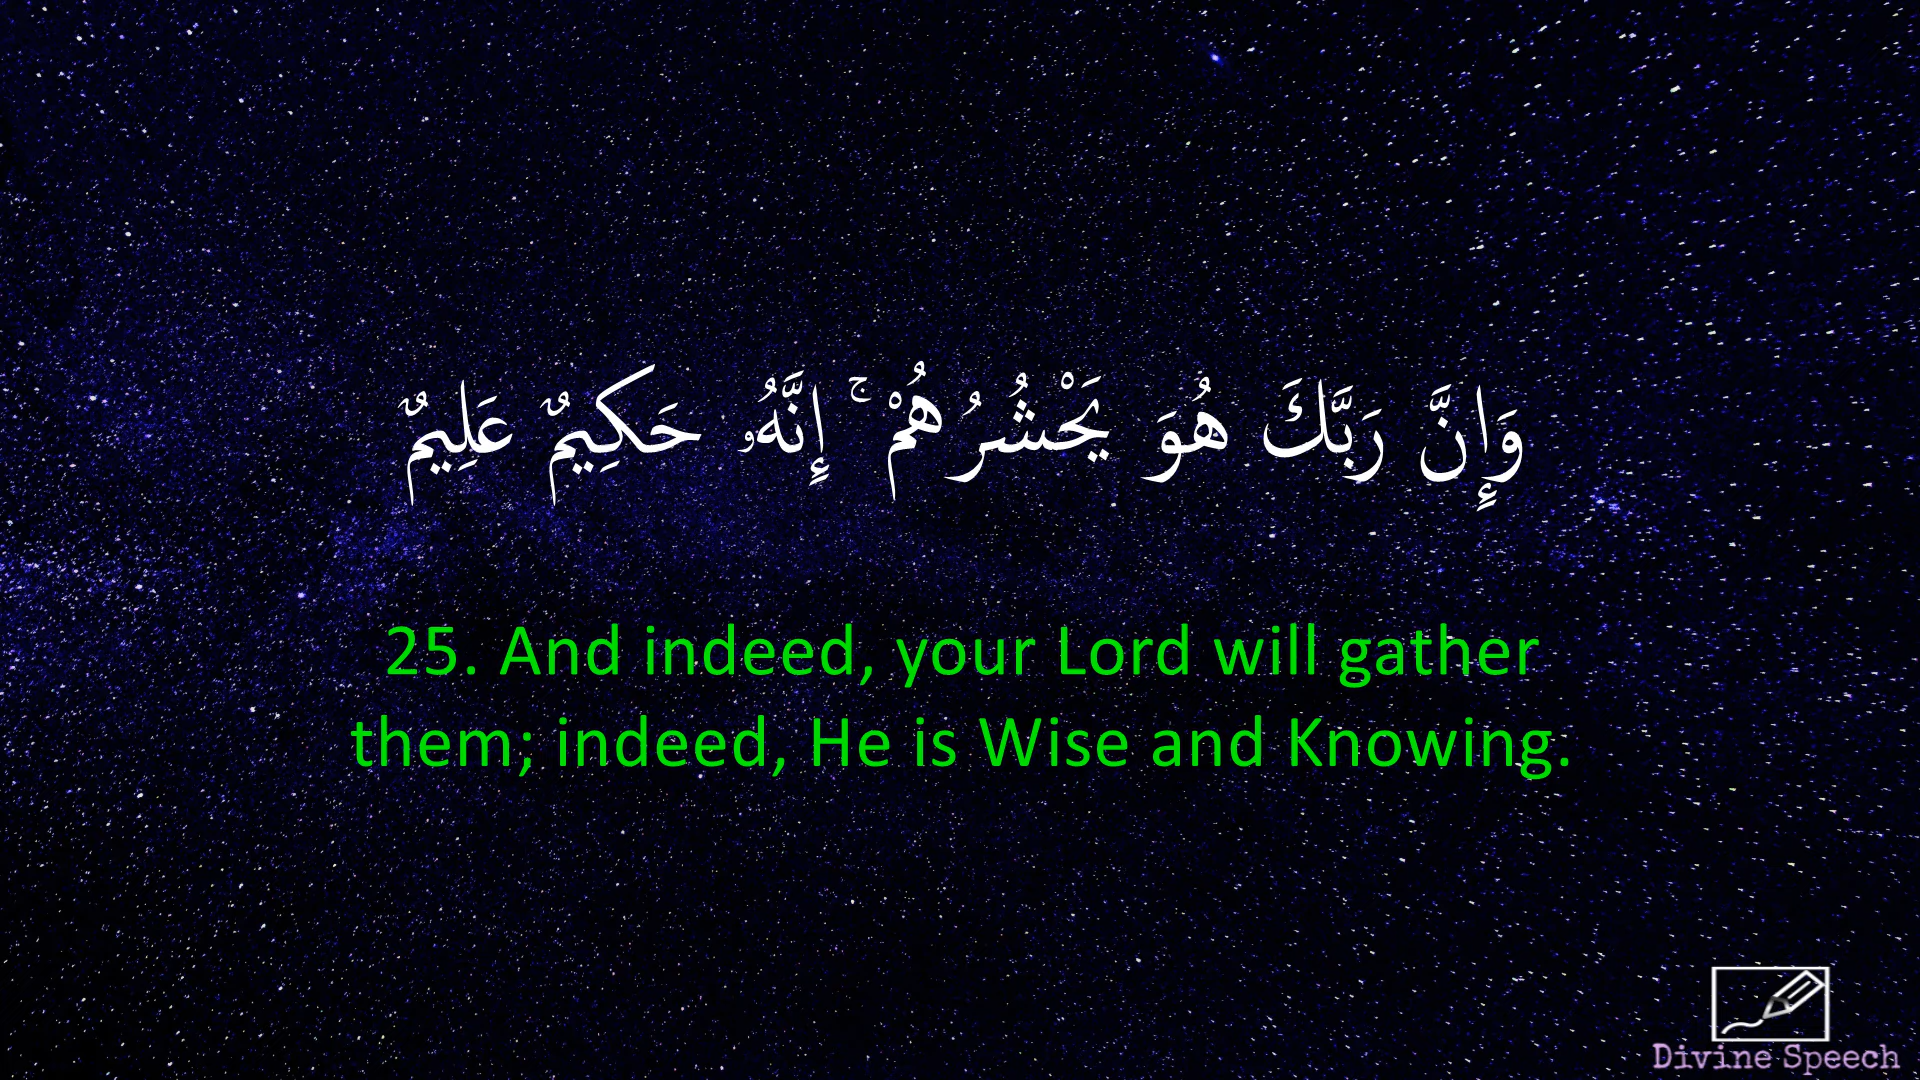 وَإِنَّ رَبَّكَ هُوَ يَحْشُرُهُمْ ۚ إِنَّهُۥ حَكِيمٌ عَلِيمٌ
25. And indeed, your Lord will gather
them; indeed, He is Wise and Knowing.
Divine Speech